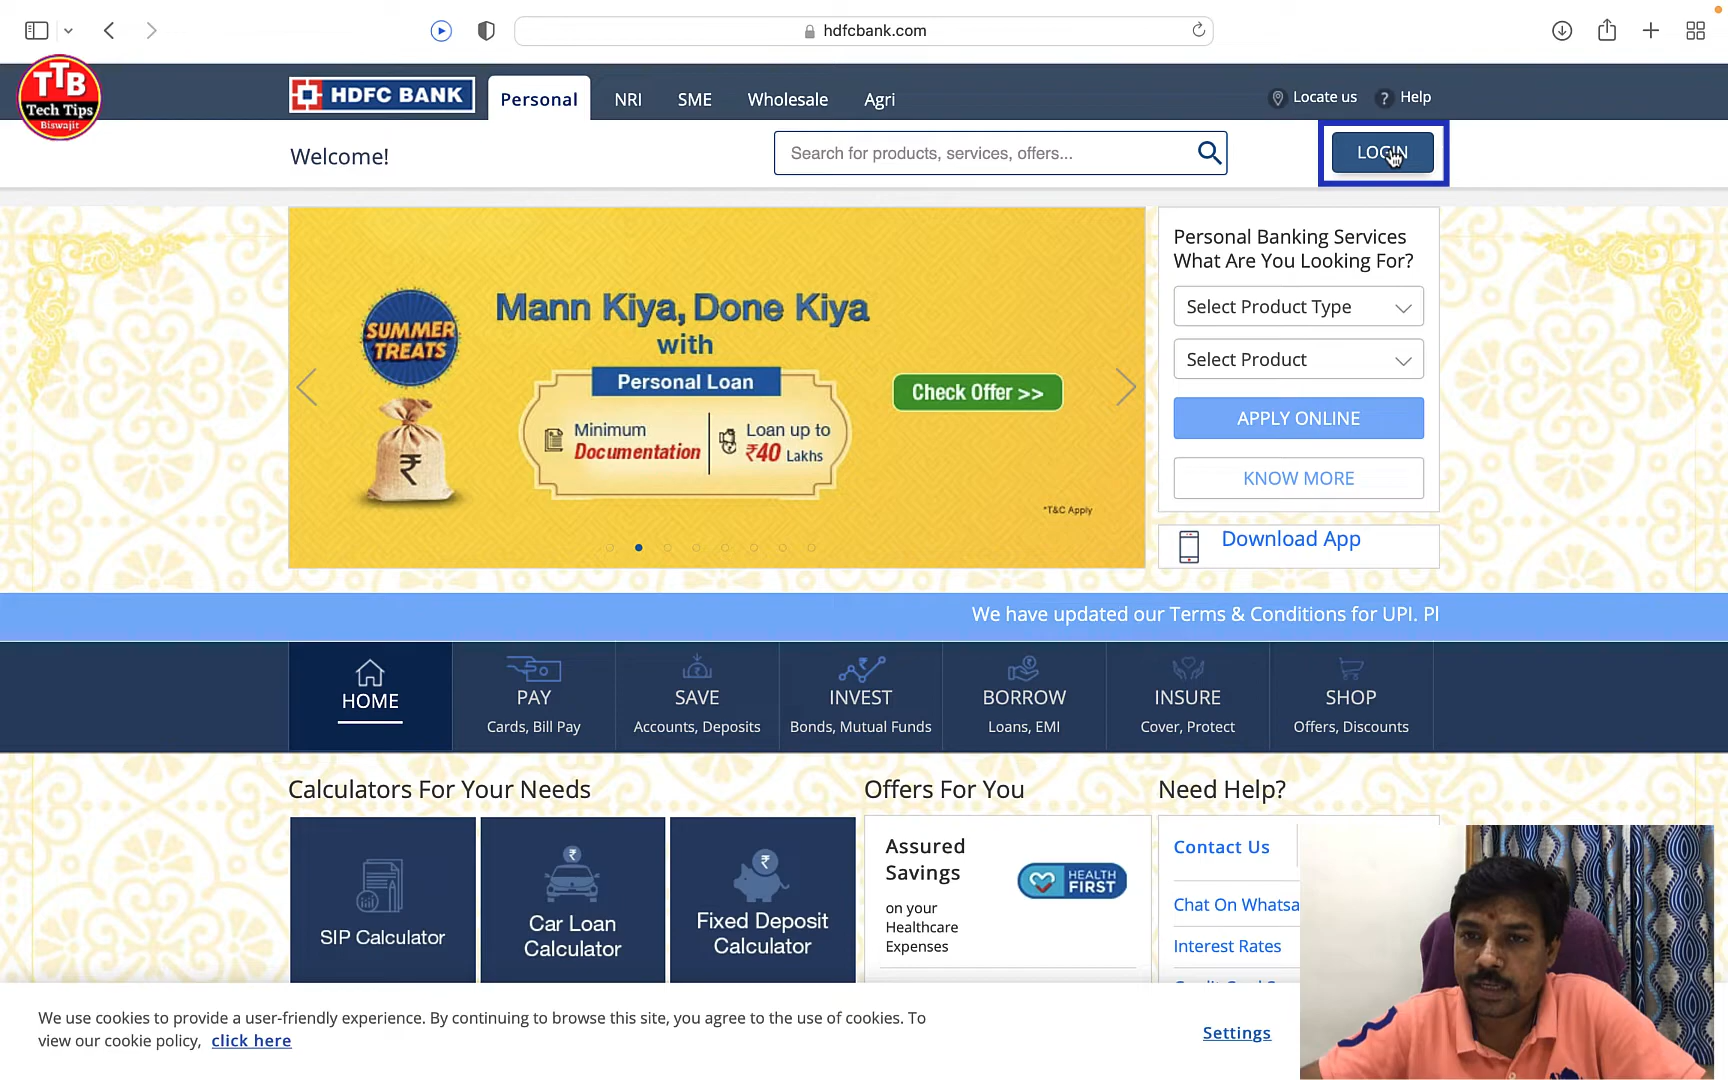 hdfcbank.com
TTB
Tech Tips
Biswajit
HDFC BANK
Personal
NRI
SME
Wholesale
Agri
Locate us
? Help
Welcome!
Search for products, services, offers...
LOGIN
SUMMER
TREATS
Mann Kiya, Done Kiya
with
Personal Loan
Minimum
Documentation
Loan up to
₹40 Lakhs
Check Offer >>
*T&C Apply
Personal Banking Services
What Are You Looking For?
Select Product Type
Select Product
APPLY ONLINE
KNOW MORE
Download App
We have updated our Terms & Conditions for UPI. Pl
HOME
PAY
Cards, Bill Pay
SAVE
Accounts, Deposits
INVEST
Bonds, Mutual Funds
BORROW
Loans, EMI
INSURE
Cover, Protect
SHOP
Offers, Discounts
Calculators For Your Needs
SIP Calculator
Car Loan
Calculator
Fixed Deposit
Calculator
Offers For You
Assured
Savings
on your
Healthcare
Expenses
HEALTH
FIRST
Need Help?
Contact Us
Chat On Whatsa
Interest Rates
We use cookies to provide a user-friendly experience. By continuing to browse this site, you agree to the use of cookies. To
view our cookie policy, click here
Settings